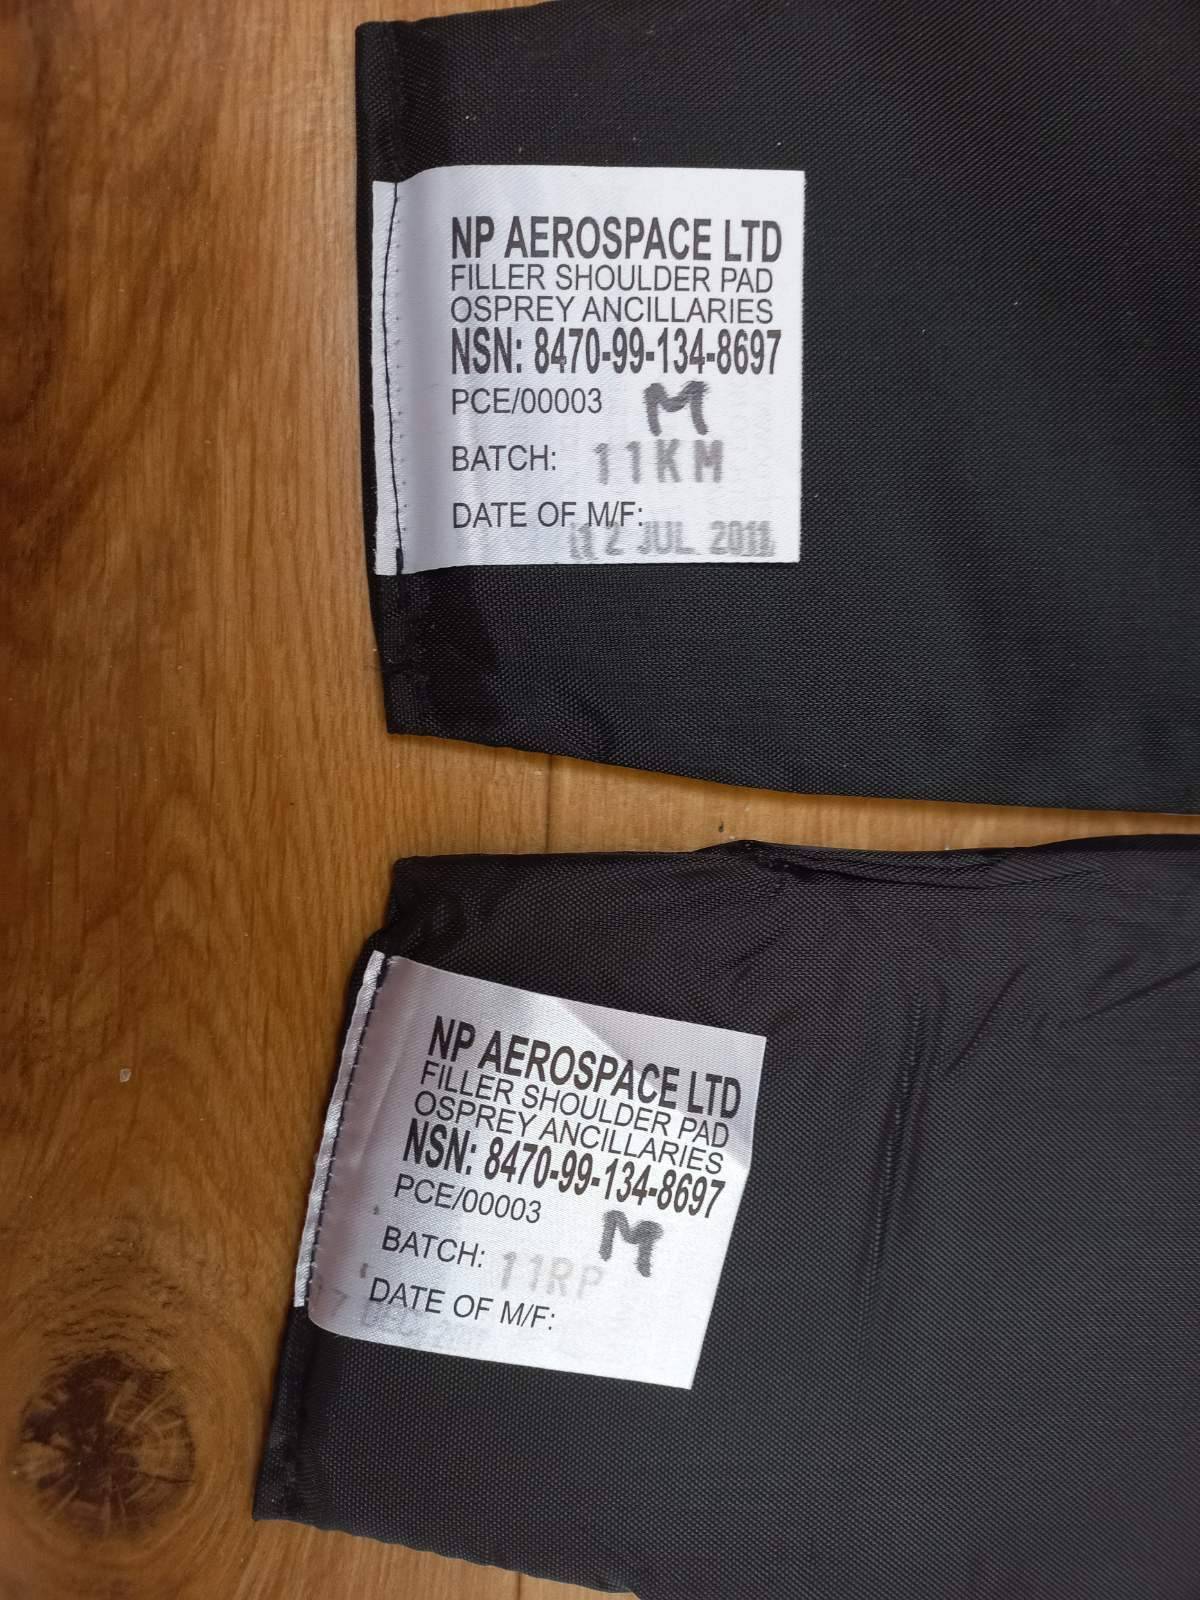 NP AEROSPACE LTD
FILLER SHOULDER PAD
OSPREY ANCILLARIES
NSN: 8470-99-134-8697
PCE/00003 M
BATCH: 11KM
DATE OF M/F:
12 JUL 2011
NP AEROSPACE LTD
FILLER SHOULDER PAD
OSPREY ANCILLARIES
NSN: 8470-99-134-8697
PCE/00003 M
BATCH: 11RP
DATE OF M/F:
7 DEC